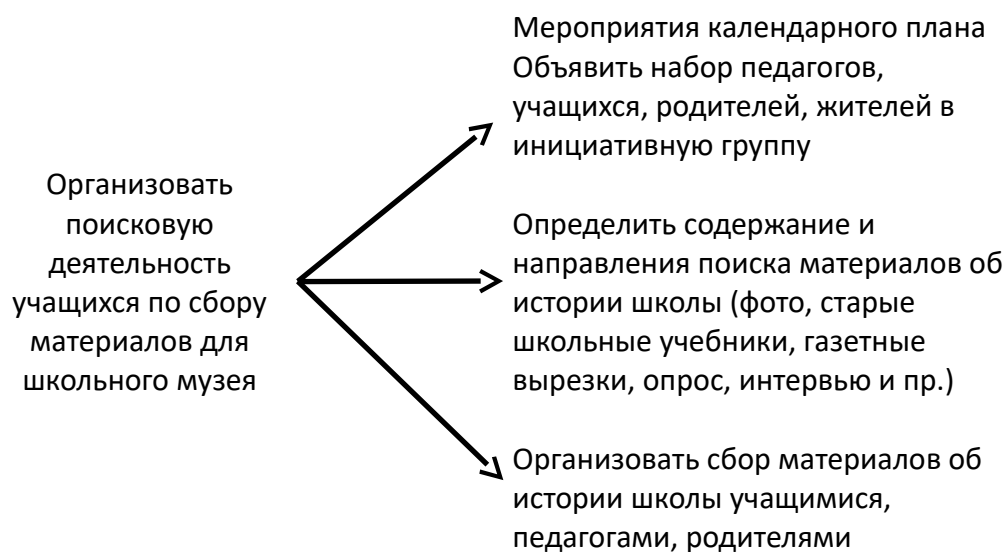 Организовать
поисковую
деятельность
учащихся по сбору
материалов для
школьного музея
Мероприятия календарного плана
Объявить набор педагогов,
учащихся, родителей, жителей в
инициативную группу
Определить содержание и
направления поиска материалов об
истории школы (фото, старые
школьные учебники, газетные
вырезки, опрос, интервью и пр.)
Организовать сбор материалов об
истории школы учащимися,
педагогами, родителями